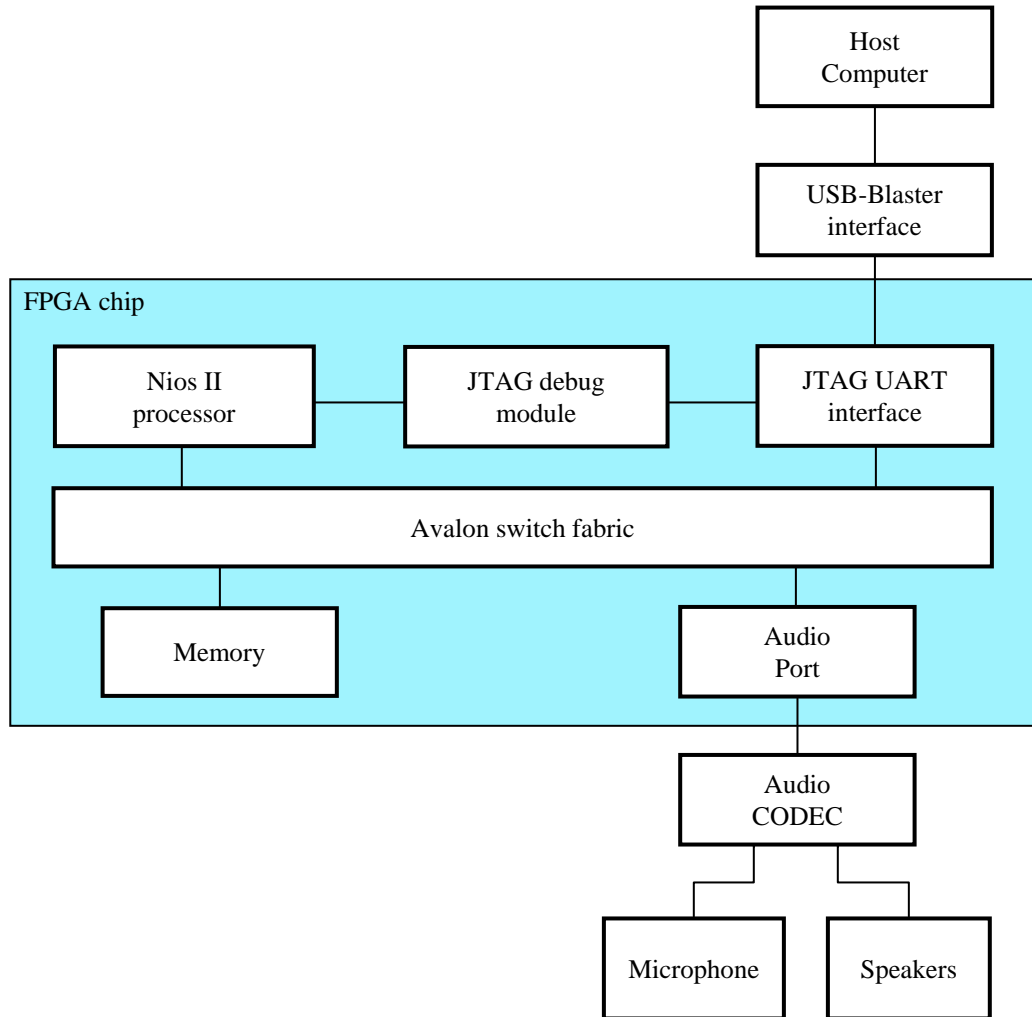 Host
Computer
USB-Blaster
interface
FPGA chip
Nios II
processor
JTAG debug
module
JTAG UART
interface
Avalon switch fabric
Memory
Audio
Port
Audio
CODEC
Microphone
Speakers